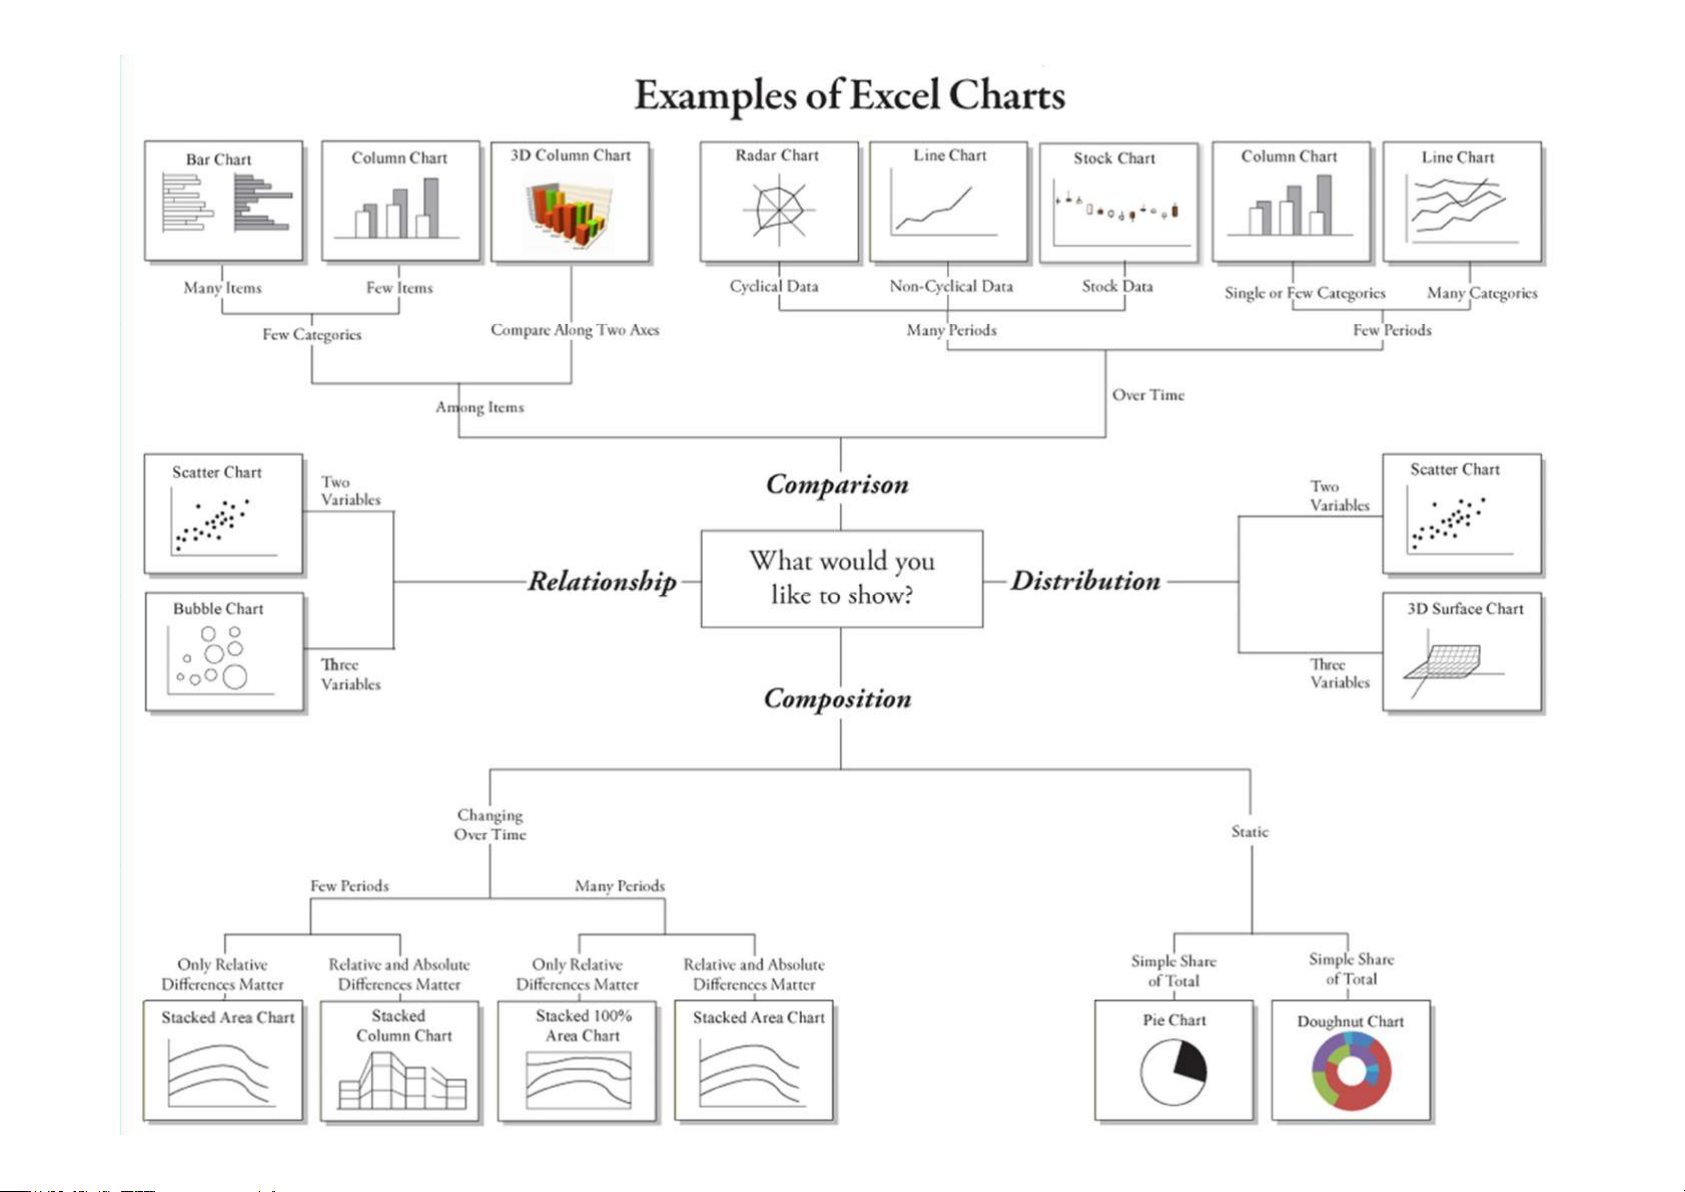 Examples of Excel Charts
Bar Chart
Column Chart
3D Column Chart
Radar Chart
Line Chart
Stock Chart
Column Chart
Line Chart
Many Items
Few Items
Cyclical Data
Non-Cyclical Data
Stock Data
Single or Few Categories
Many Categories
Few Categories
Compare Along Two Axes
Many Periods
Few Periods
Among Items
Over Time
Comparison
Scatter Chart
Two
Variables
Relationship
Bubble Chart
Three
Variables
What would you
like to show?
Distribution
Two
Variables
Scatter Chart
Three
Variables
3D Surface Chart
Composition
Changing
Over Time
Static
Few Periods
Many Periods
Only Relative
Differences Matter
Relative and Absolute
Differences Matter
Only Relative
Differences Matter
Relative and Absolute
Differences Matter
Simple Share
of Total
Simple Share
of Total
Stacked Area Chart
Stacked
Column Chart
Stacked 100%
Area Chart
Stacked Area Chart
Pie Chart
Doughnut Chart